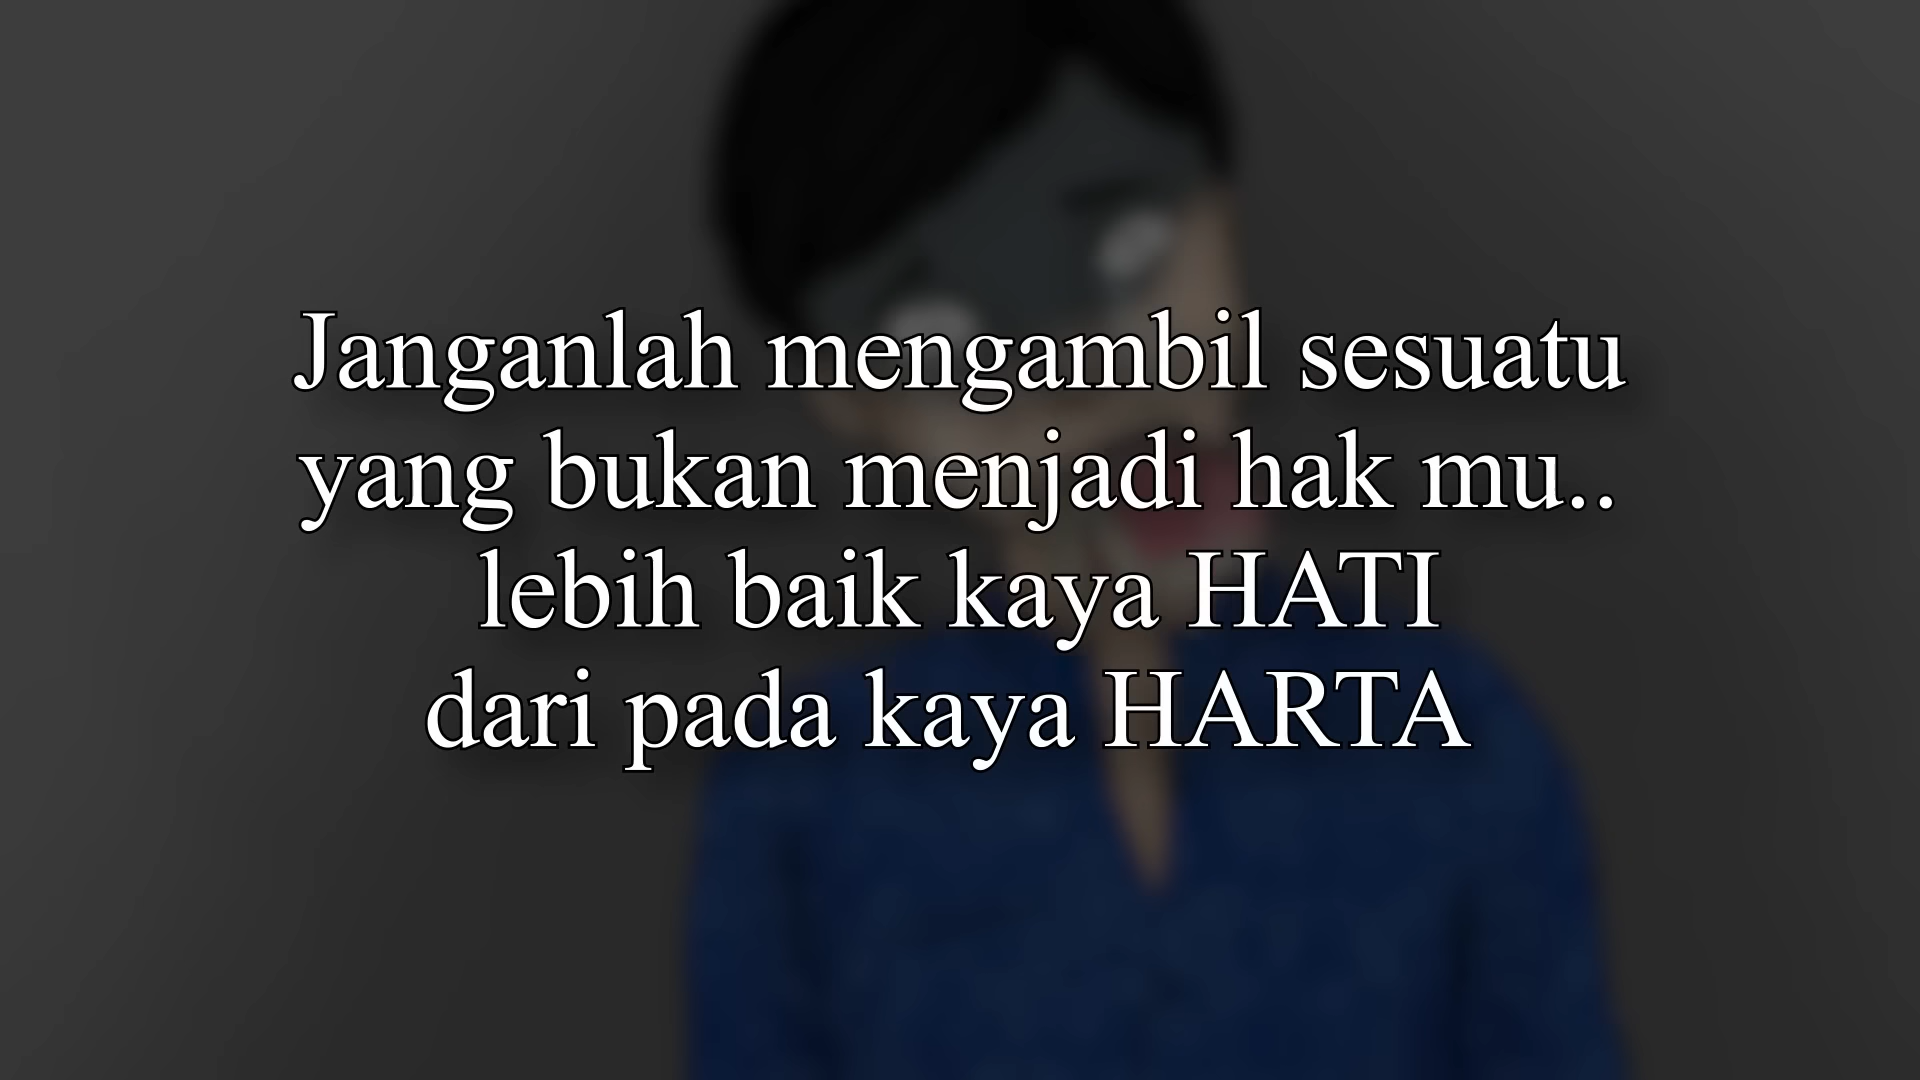 Janganlah mengambil sesuatu
yang bukan menjadi hak mu..
lebih baik kaya HATI
dari pada kaya HARTA